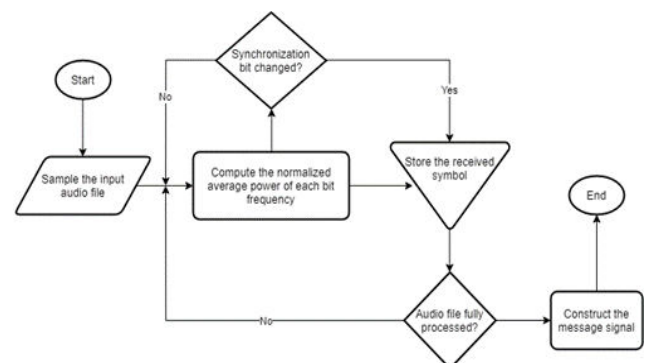 Start
Synchronization
bit changed?
No
Yes
Sample the input
audio file
Compute the normalized
average power of each bit
frequency
Store the received
symbol
End
No
Audio file fully
processed?
Construct the
message signal